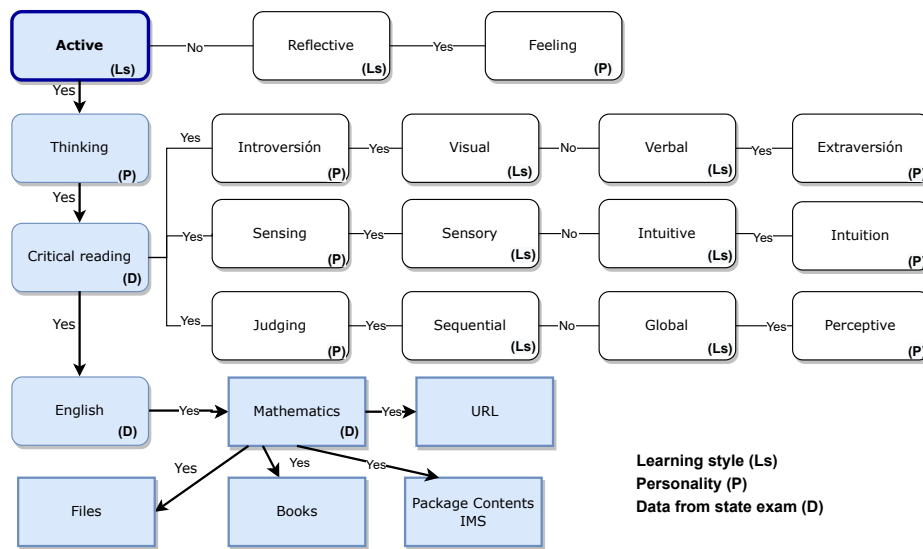 Active
(Ls)
No
Reflective
(Ls)
Yes
Feeling
(P)
Yes
Thinking
(P)
Yes
Introversión
(P)
Yes
Visual
(Ls)
No
Verbal
(Ls)
Yes
Extraversión
(P)
Yes
Critical reading
(D)
Yes
Sensing
(P)
Yes
Sensory
(Ls)
No
Intuitive
(Ls)
Yes
Intuition
(P)
Yes
Judging
(P)
Yes
Sequential
(Ls)
No
Global
(Ls)
Yes
Perceptive
(P)
Yes
English
(D)
Yes
Mathematics
(D)
Yes
URL
Yes
Files
Yes
Books
Yes
Package Contents
IMS
Learning style (Ls)
Personality (P)
Data from state exam (D)